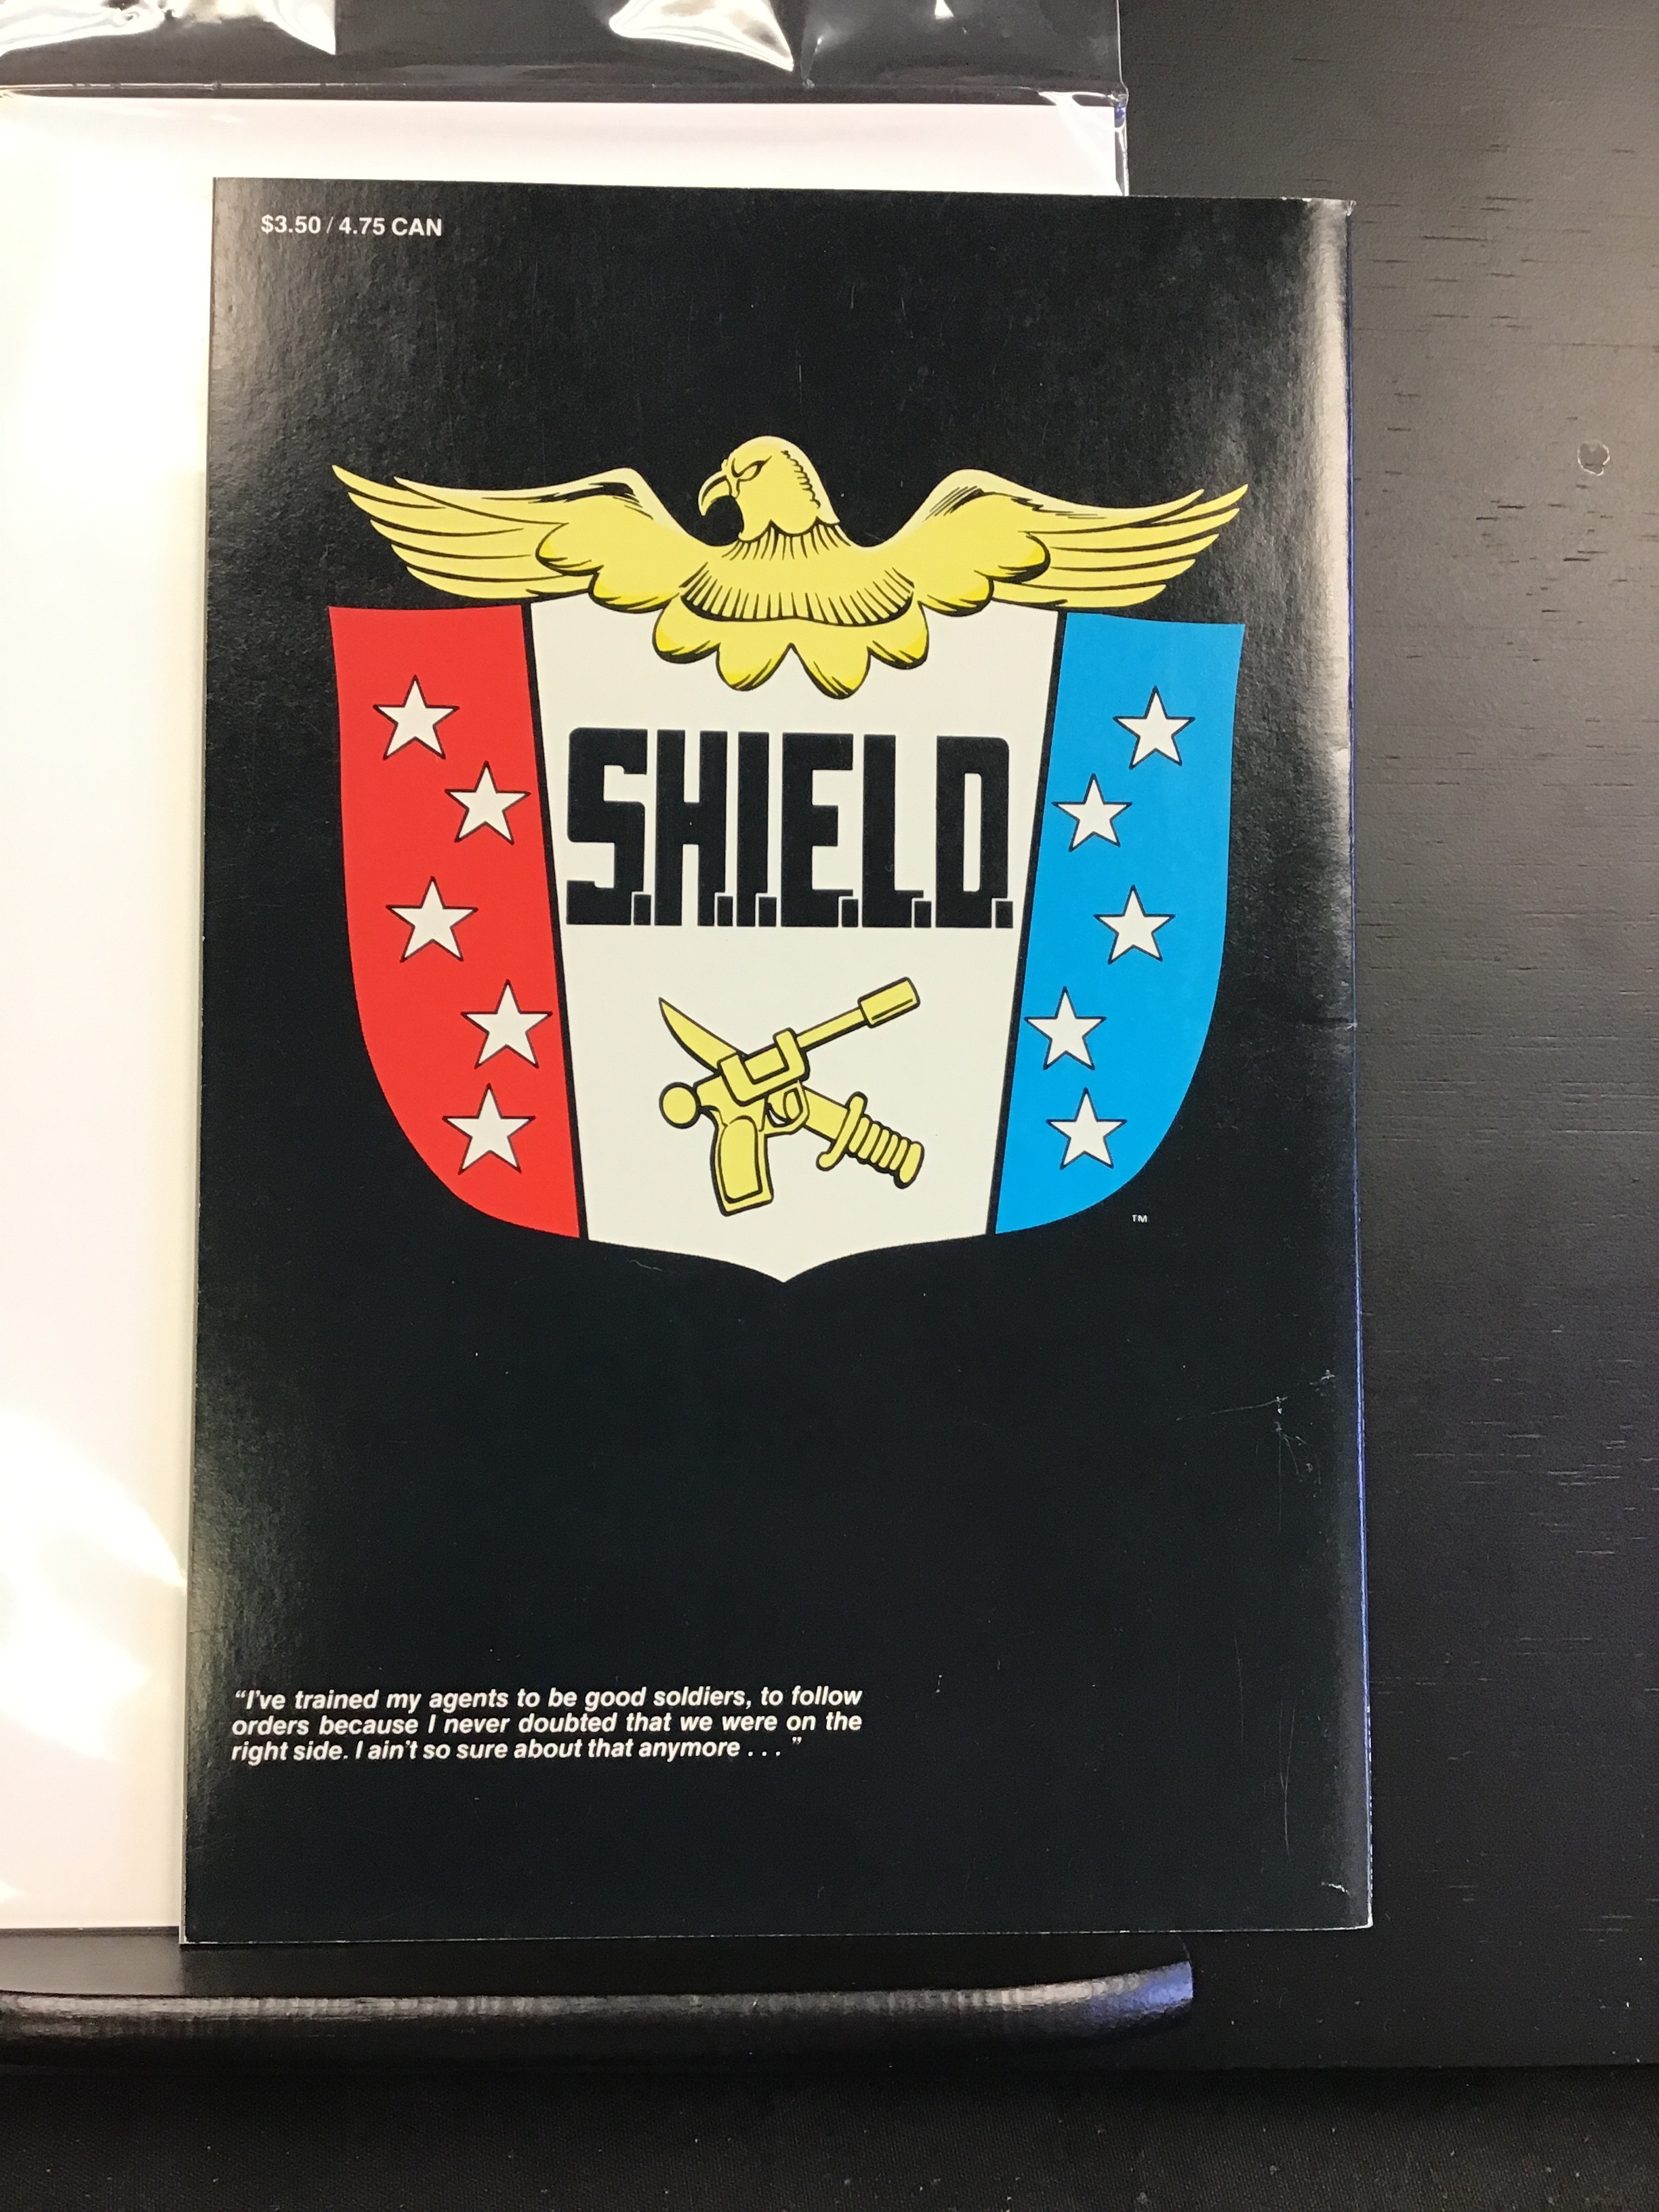 $3.50 / 4.75 CAN
S.H.I.E.L.D.
TM
“I've trained my agents to be good soldiers, to follow
orders because I never doubted that we were on the
right side. I ain't so sure about that anymore . . . ”